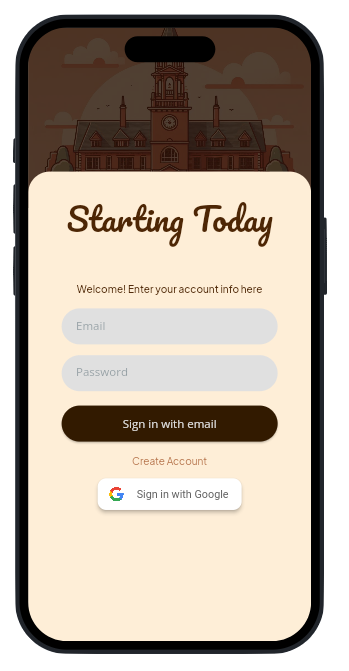 Starting Today
Welcome! Enter your account info here
Email
Password
Sign in with email
Create Account
Sign in with Google